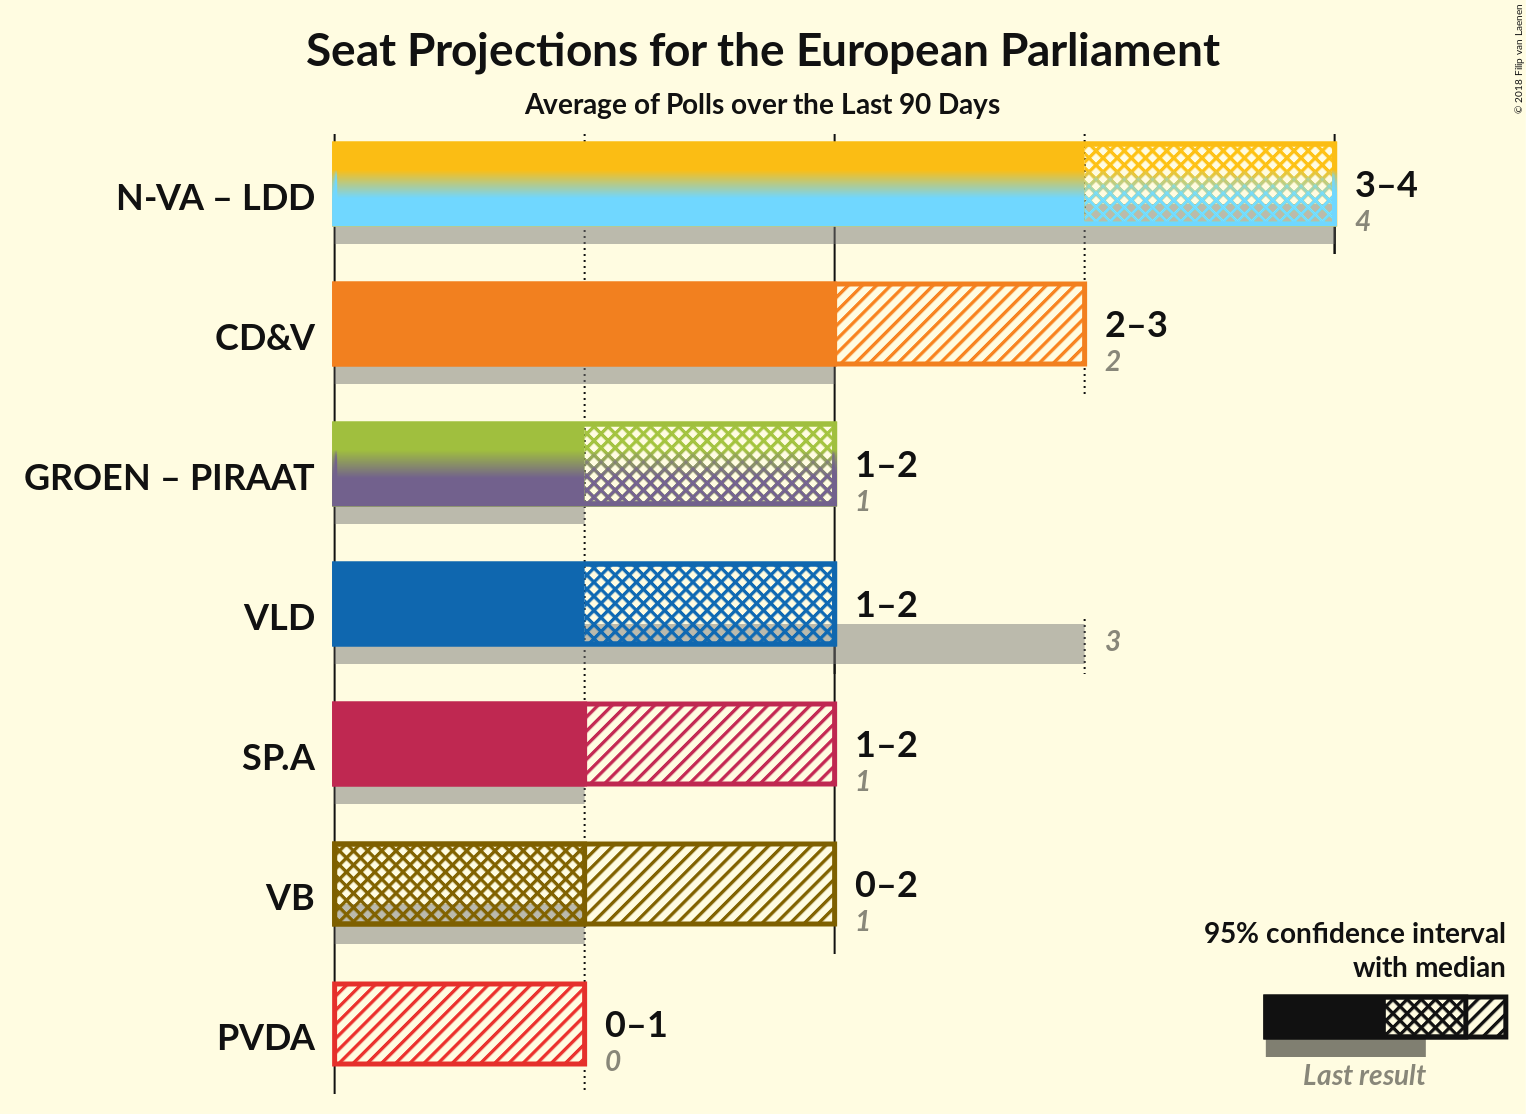 Seat Projections for the European Parliament
Average of Polls over the Last 90 Days
© 2018 Filip van Laenen
N-VA – LDD
3–4
4
CD&V
2–3
2
GROEN – PIRAAT
1–2
1
VLD
1–2
3
SP.A
1–2
1
VB
0–2
1
PVDA
0–1
0
95% confidence interval
with median
Last result